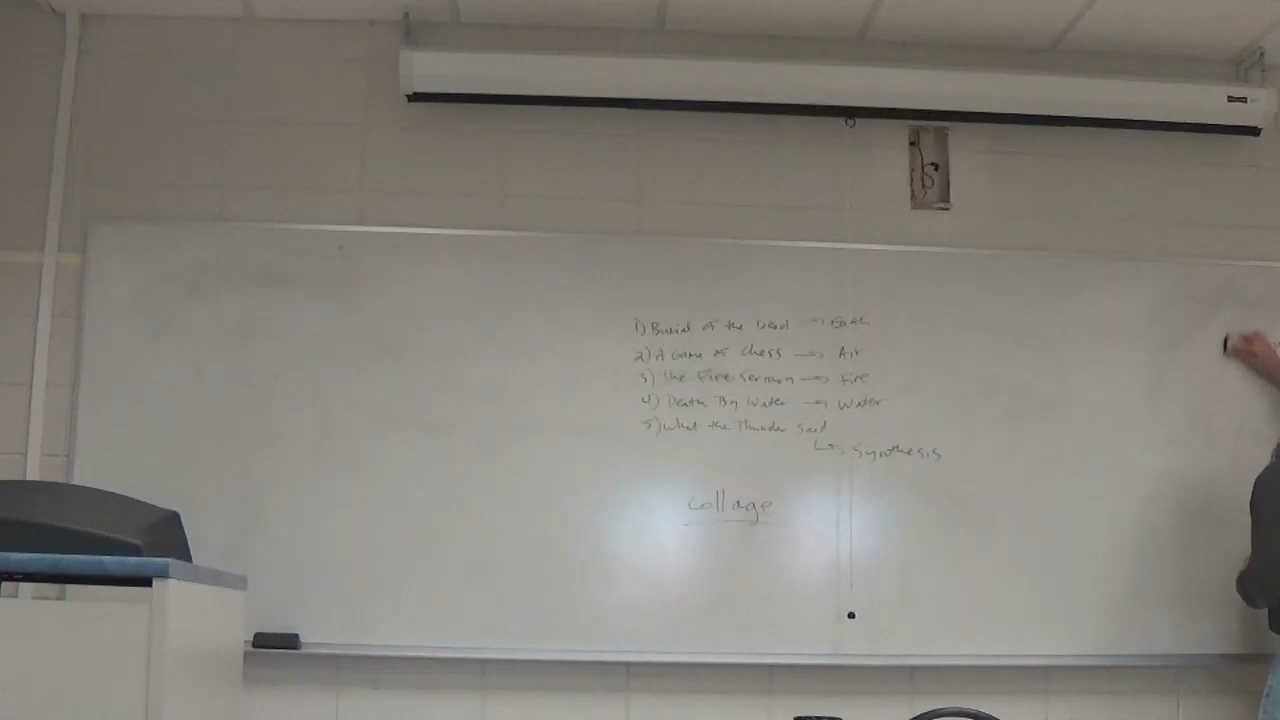 1) Burial of the Dead → Earth
2) A Game of Chess → Air
3) The Fire Sermon → Fire
4) Death By Water → Water
5) What the Thunder Said
↳ Synthesis
Collage